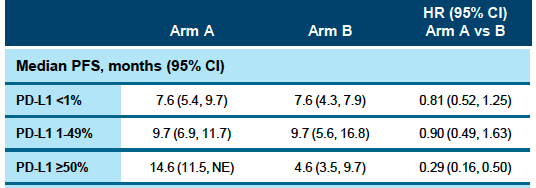 HR (95% CI)
Arm A Arm B Arm A vs B
Median PFS, months (95% CI)
PD-L1 <1% 7.6 (5.4, 9.7) 7.6 (4.3, 7.9) 0.81 (0.52, 1.25)
PD-L1 1-49% 9.7 (6.9, 11.7) 9.7 (5.6, 16.8) 0.90 (0.49, 1.63)
PD-L1 ≥50% 14.6 (11.5, NE) 4.6 (3.5, 9.7) 0.29 (0.16, 0.50)